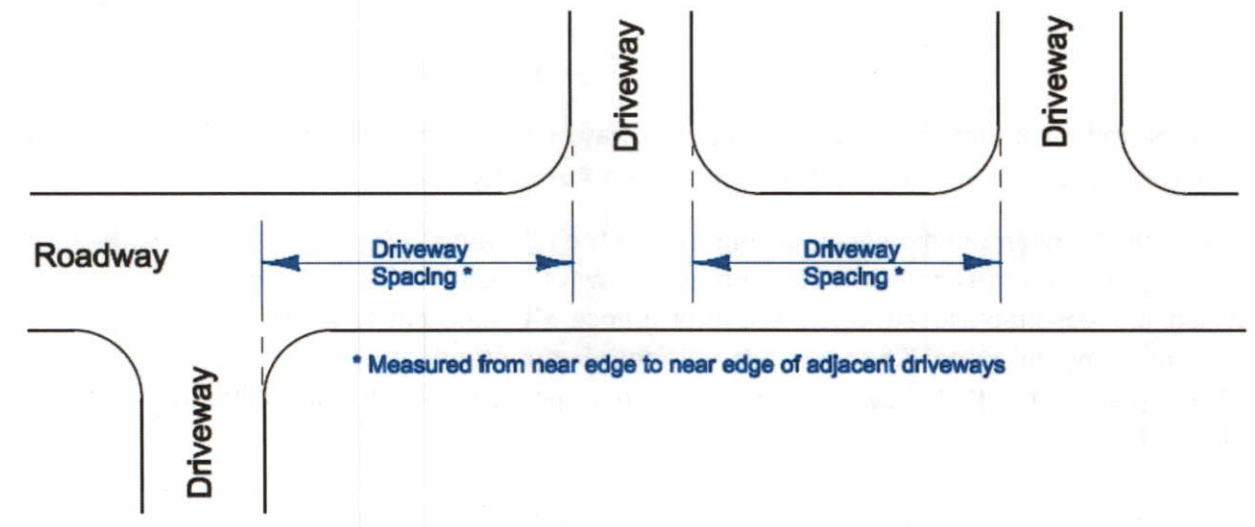 Driveway
Driveway
Roadway
Driveway
Spacing *
Driveway
Spacing *
* Measured from near edge to near edge of adjacent driveways
Driveway